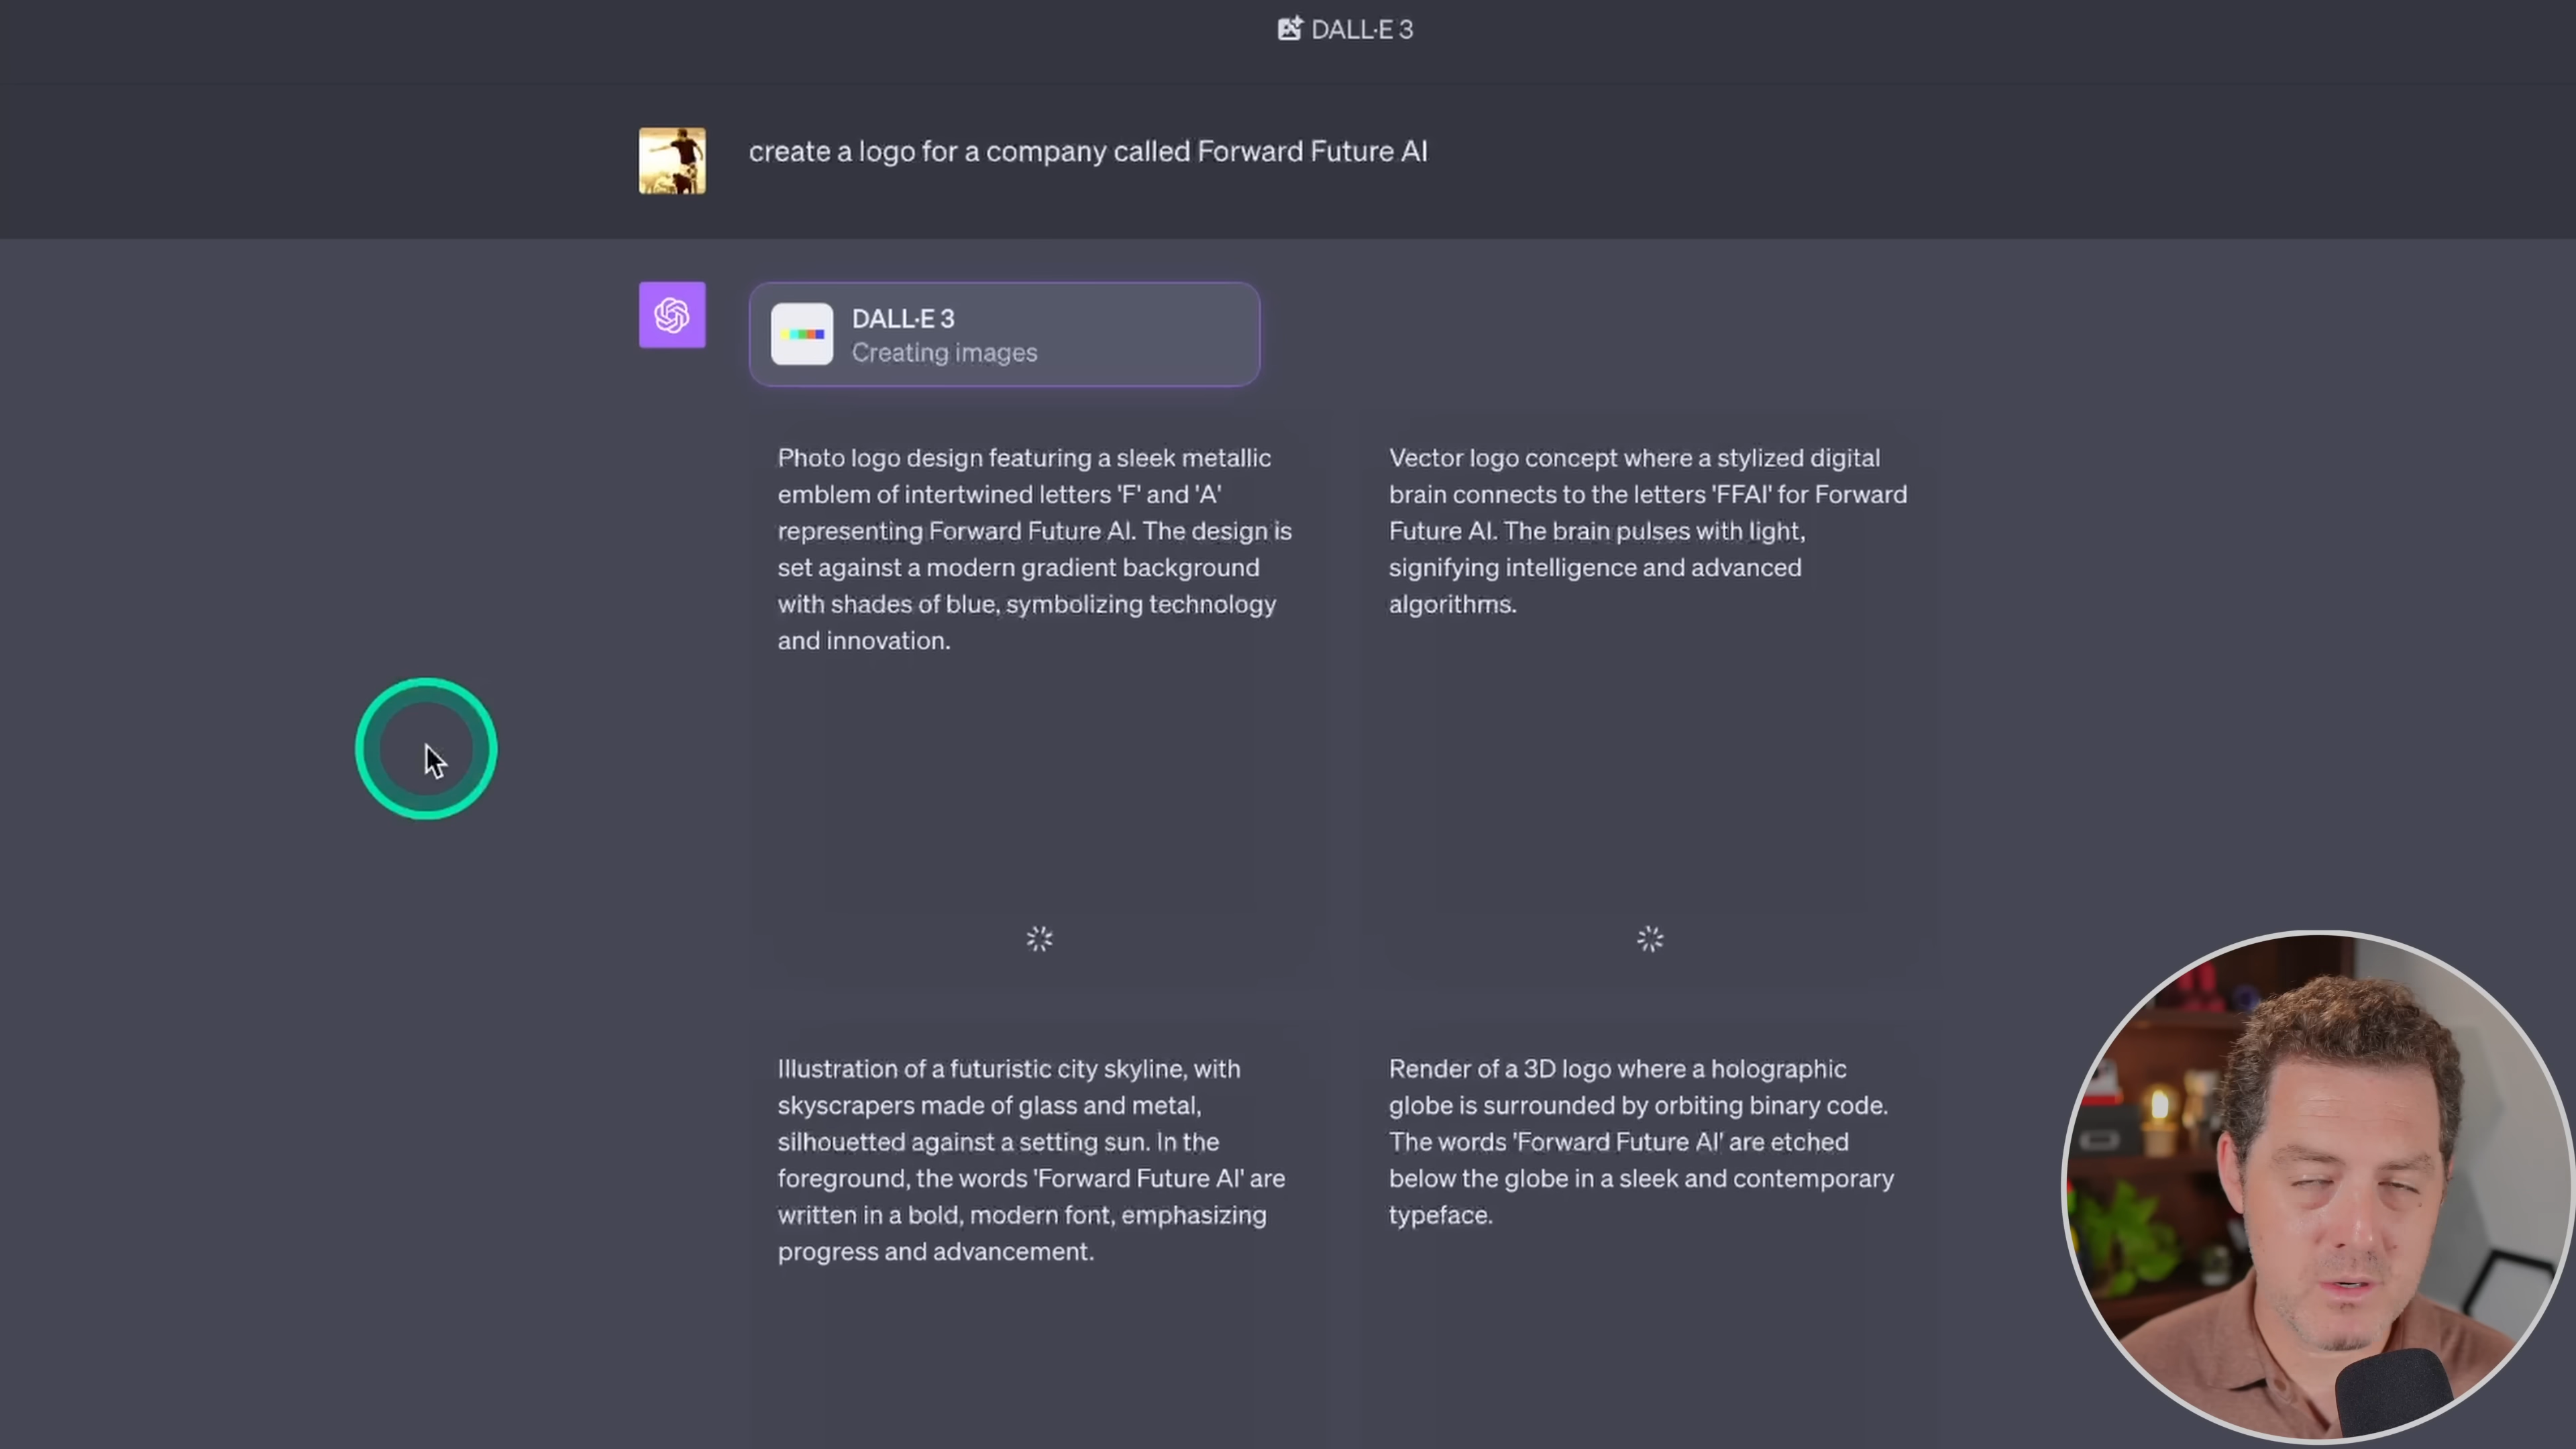 DALL·E 3
create a logo for a company called Forward Future AI
DALL·E 3
Creating images
Photo logo design featuring a sleek metallic
emblem of intertwined letters 'F' and 'A'
representing Forward Future AI. The design is
set against a modern gradient background
with shades of blue, symbolizing technology
and innovation.
Vector logo concept where a stylized digital
brain connects to the letters 'FFAI' for Forward
Future AI. The brain pulses with light,
signifying intelligence and advanced
algorithms.
Illustration of a futuristic city skyline, with
skyscrapers made of glass and metal,
silhouetted against a setting sun. In the
foreground, the words 'Forward Future AI' are
written in a bold, modern font, emphasizing
progress and advancement.
Render of a 3D logo where a holographic
globe is surrounded by orbiting binary code.
The words 'Forward Future AI' are etched
below the globe in a sleek and contemporary
typeface.